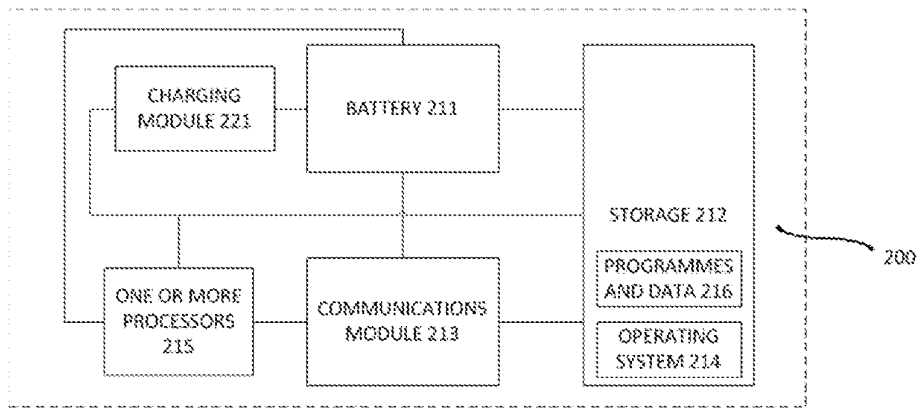 CHARGING
MODULE 221
BATTERY 211
STORAGE 212
PROGRAMMES
AND DATA 216
OPERATING
SYSTEM 214
ONE OR MORE
PROCESSORS
215
COMMUNICATIONS
MODULE 213
200